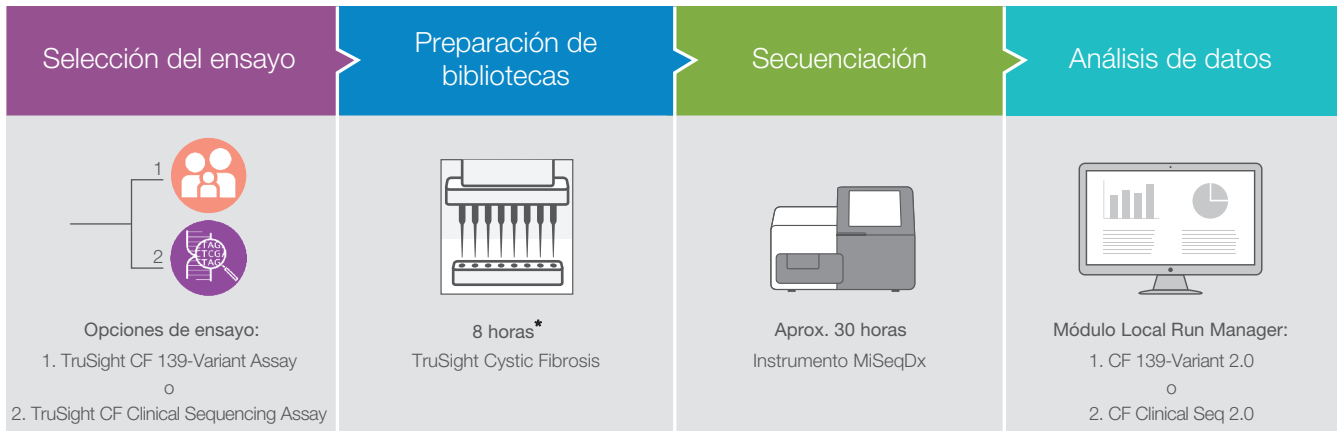 Selección del ensayo
Preparación de
bibliotecas
Secuenciación
Análisis de datos
1
2
TAG
CTCGA
TAG
Opciones de ensayo:
1. TruSight CF 139-Variant Assay
o
2. TruSight CF Clinical Sequencing Assay
8 horas*
TruSight Cystic Fibrosis
Aprox. 30 horas
Instrumento MiSeqDx
Módulo Local Run Manager:
1. CF 139-Variant 2.0
o
2. CF Clinical Seq 2.0